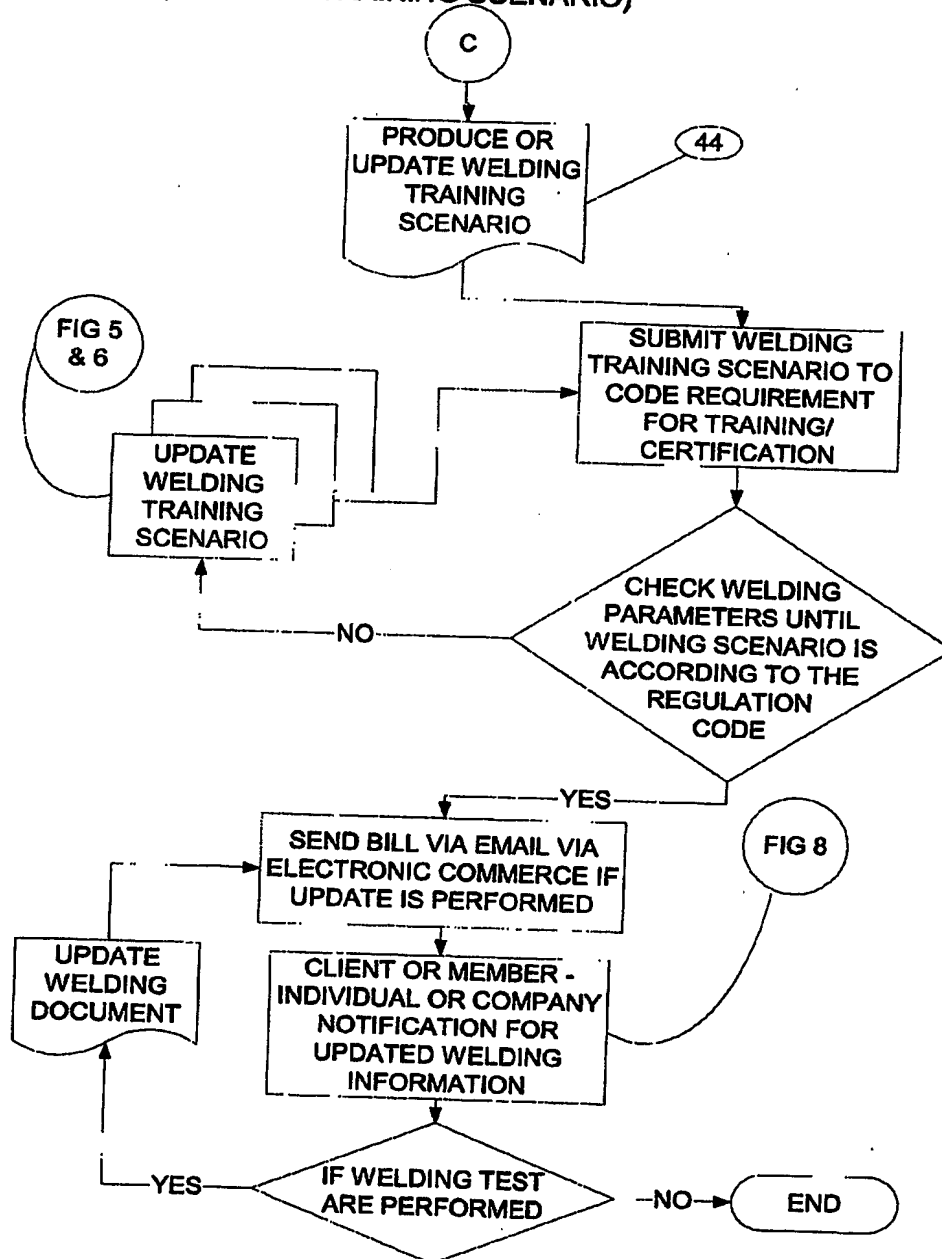 TRAINING SCENARIO)
C
PRODUCE OR
UPDATE WELDING
TRAINING
SCENARIO
44
FIG 5
& 6
SUBMIT WELDING
TRAINING SCENARIO TO
CODE REQUIREMENT
FOR TRAINING/
CERTIFICATION
UPDATE
WELDING
TRAINING
SCENARIO
CHECK WELDING
PARAMETERS UNTIL
WELDING SCENARIO IS
ACCORDING TO THE
REGULATION
CODE
NO
YES
SEND BILL VIA EMAIL VIA
ELECTRONIC COMMERCE IF
UPDATE IS PERFORMED
FIG 8
UPDATE
WELDING
DOCUMENT
CLIENT OR MEMBER -
INDIVIDUAL OR COMPANY
NOTIFICATION FOR
UPDATED WELDING
INFORMATION
YES
IF WELDING TEST
ARE PERFORMED
NO
END